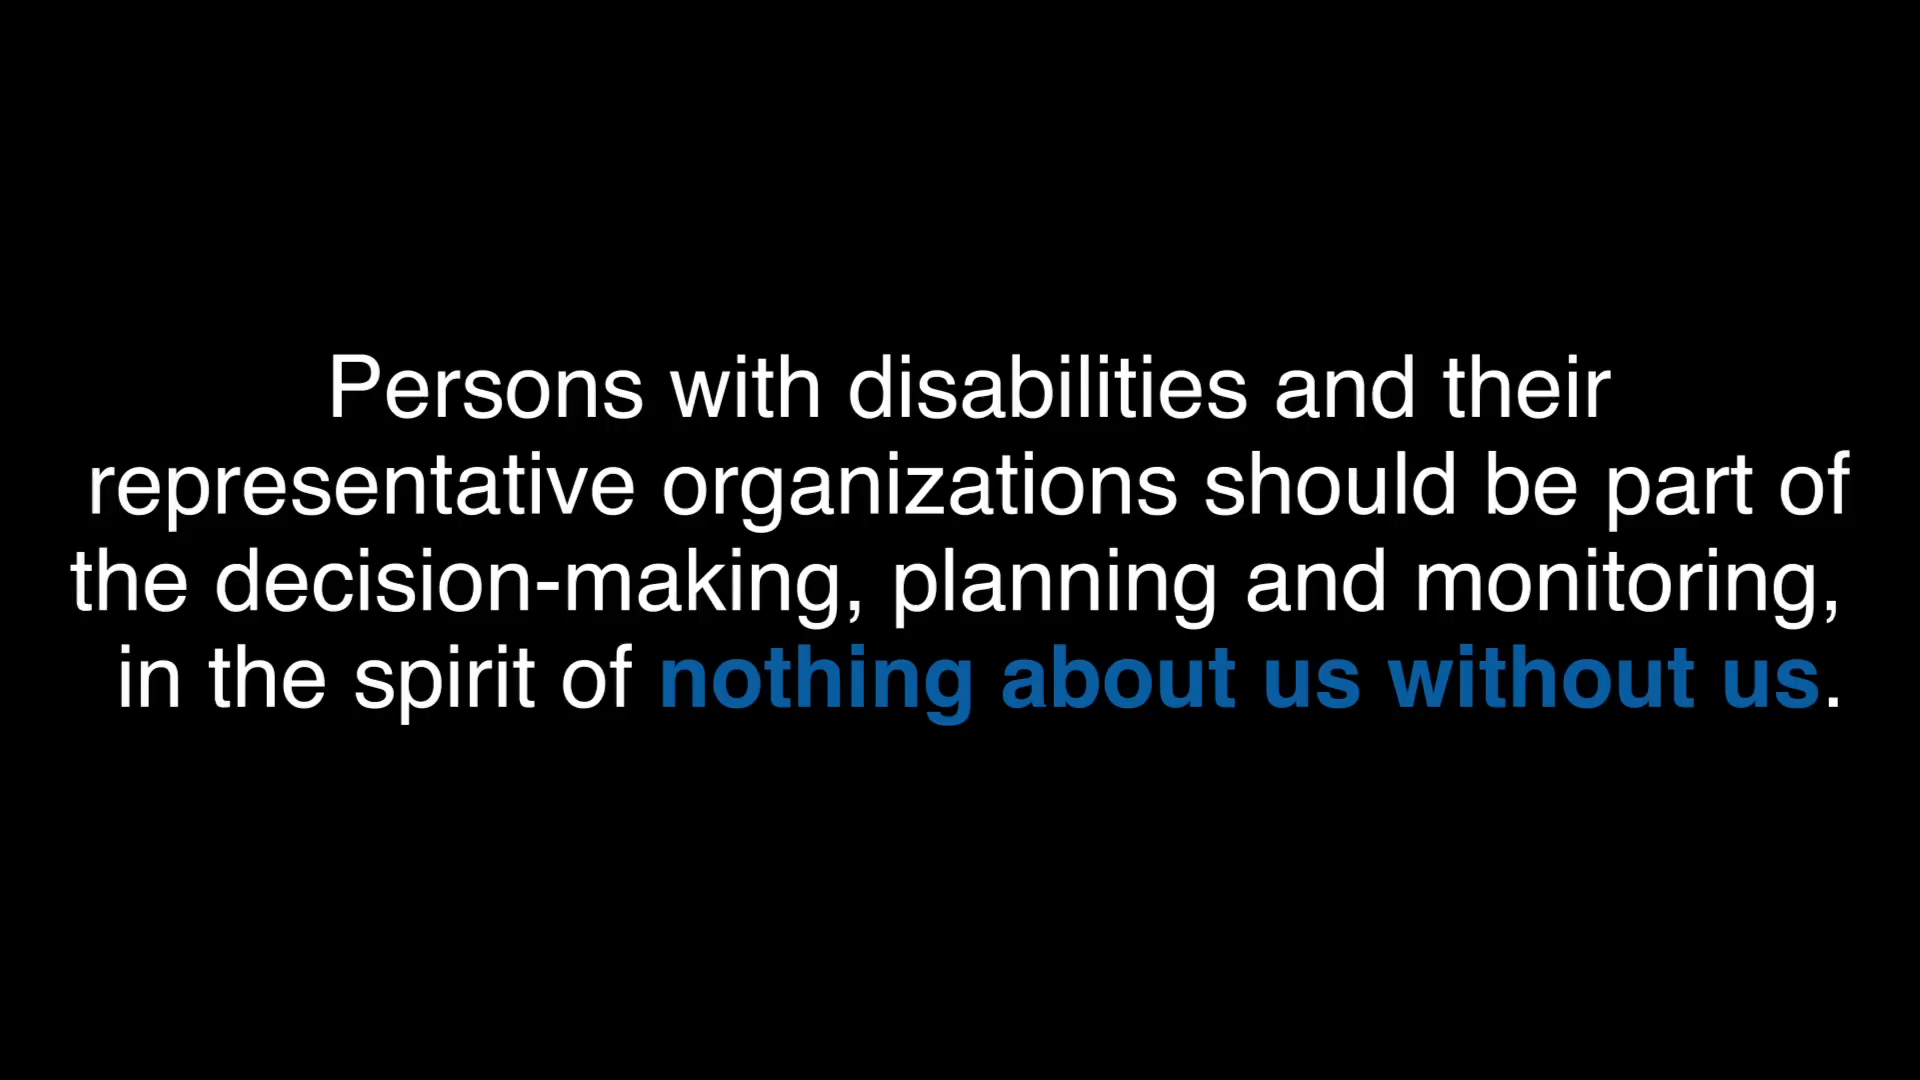 Persons with disabilities and their
representative organizations should be part of
the decision-making, planning and monitoring,
in the spirit of nothing about us without us.